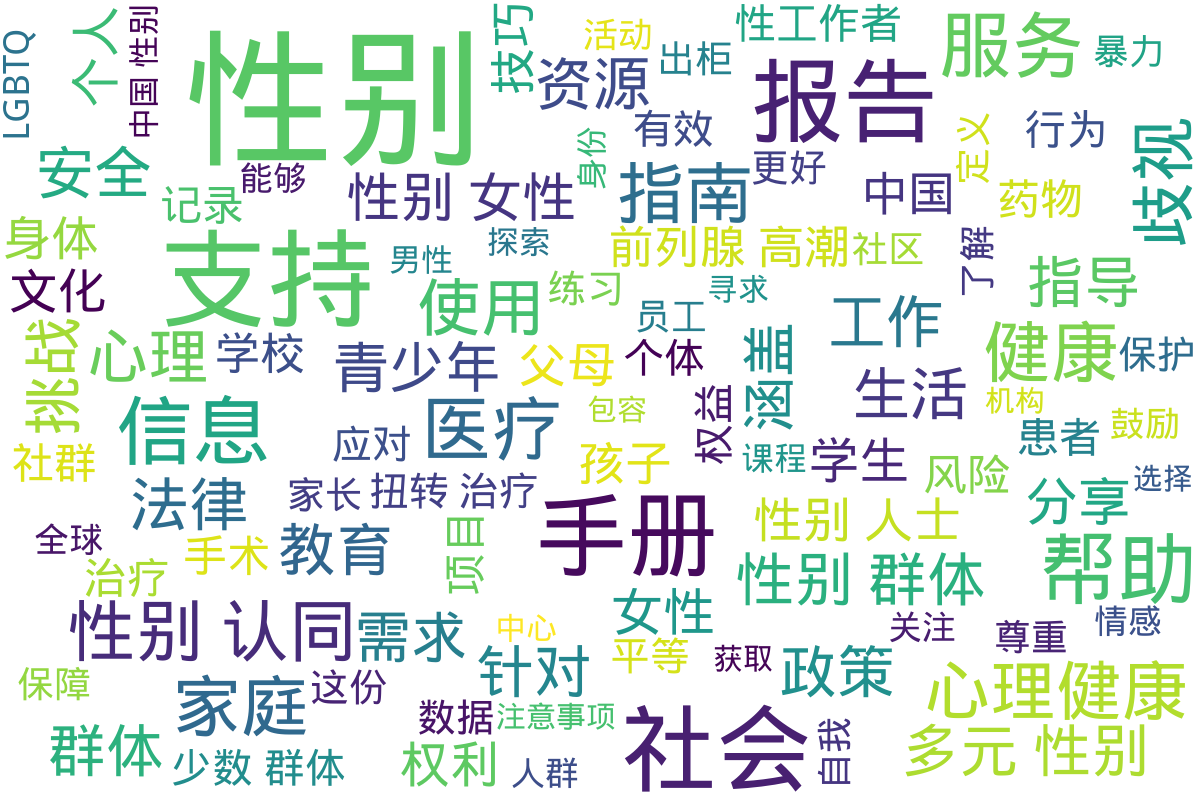 LGBTQ
个人
中国 性别
性别
技巧
活动
出柜
性工作者
服务
暴力
资源
报告
有效
身份
更好
定义
行为
歧视
安全
能够
记录
性别 女性
指南
中国
药物
身体
文化
支持
男性
探索
前列腺 高潮
社区
了解
指导
使用
练习
寻求
员工
工作
健康
保护
挑战
心理
学校
青少年
父母
个体
涵盖
生活
机构
信息
医疗
包容
权益
课程
学生
患者
鼓励
社群
应对
孩子
风险
选择
法律
家长
扭转 治疗
手册
性别 人士
分享
全球
手术
教育
项目
帮助
治疗
性别 群体
性别 认同
需求
中心
女性
关注
尊重
情感
保障
家庭
这份
针对
平等
获取
政策
心理健康
数据
注意事项
社会
自我
多元 性别
群体
少数 群体
权利
人群